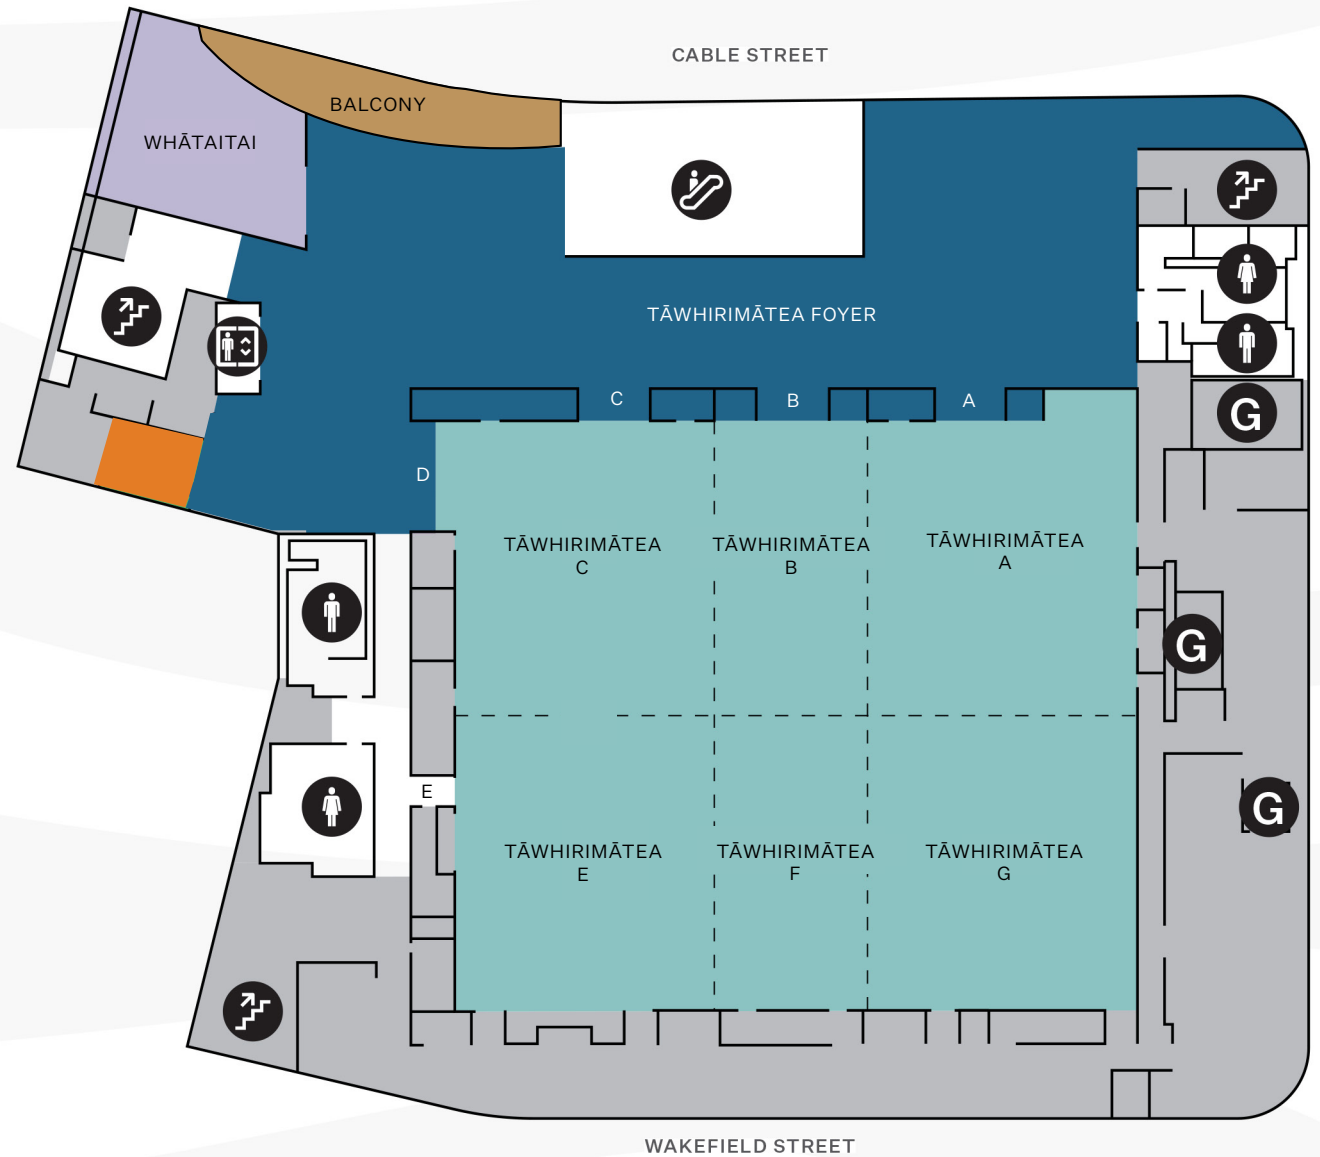 CABLE STREET
BALCONY
WHĀTAITAI
TĀWHIRIMĀTEA FOYER
C
B
A
G
D
TĀWHIRIMĀTEA
C
TĀWHIRIMĀTEA
B
TĀWHIRIMĀTEA
A
G
E
G
TĀWHIRIMĀTEA
E
TĀWHIRIMĀTEA
F
TĀWHIRIMĀTEA
G
WAKEFIELD STREET